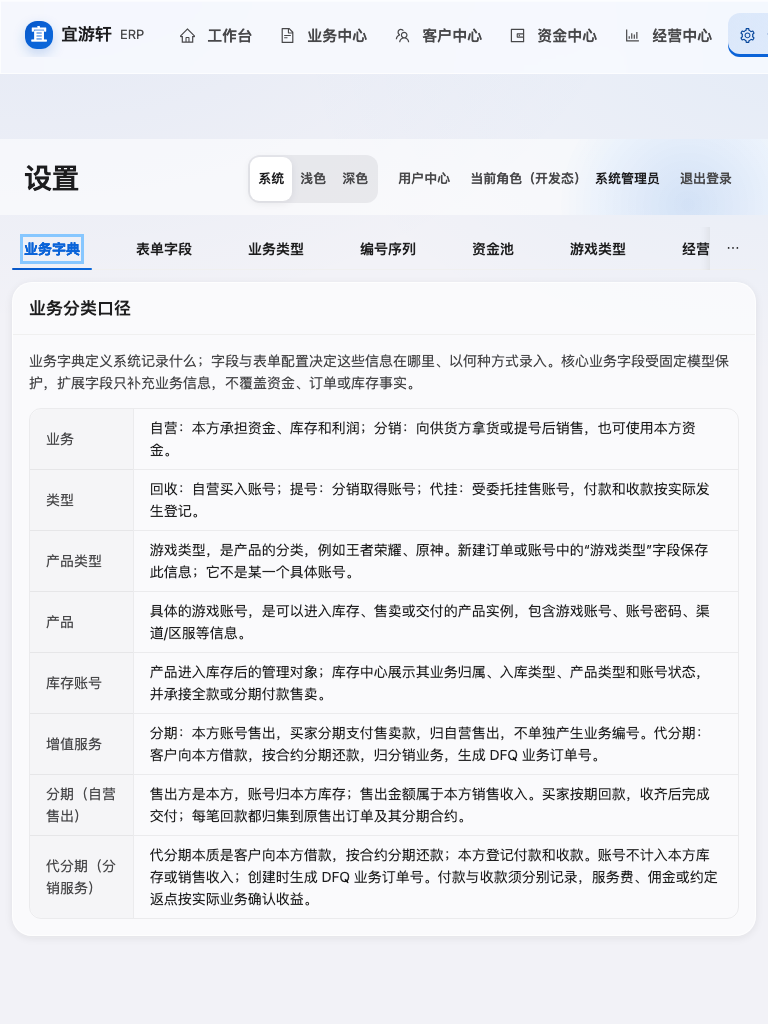 宜 宜游轩 ERP 工作台 业务中心 客户中心 资金中心 经营中心
设置 系统 浅色 深色 用户中心 当前角色（开发态） 系统管理员 退出登录
业务字典 表单字段 业务类型 编号序列 资金池 游戏类型 经营 ···
业务分类口径
业务字典定义系统记录什么；字段与表单配置决定这些信息在哪里、以何种方式录入。核心业务字段受固定模型保
护，扩展字段只补充业务信息，不覆盖资金、订单或库存事实。
业务
自营：本方承担资金、库存和利润；分销：向供货方拿货或提号后销售，也可使用本方资
金。
类型
回收：自营买入账号；提号：分销取得账号；代挂：受委托挂售账号，付款和收款按实际发
生登记。
产品类型
游戏类型，是产品的分类，例如王者荣耀、原神。新建订单或账号中的“游戏类型”字段保存
此信息；它不是某一个具体账号。
产品
具体的游戏账号，是可以进入库存、售卖或交付的产品实例，包含游戏账号、账号密码、渠
道/区服等信息。
库存账号
产品进入库存后的管理对象；库存中心展示其业务归属、入库类型、产品类型和账号状态，
并承接全款或分期付款售卖。
增值服务
分期：本方账号售出，买家分期支付售卖款，归自营售出，不单独产生业务编号。代分期：
客户向本方借款，按合约分期还款，归分销业务，生成 DFQ 业务订单号。
分期（自营
售出）
售出方是本方，账号归本方库存；售出金额属于本方销售收入。买家按期回款，收齐后完成
交付；每笔回款都归集到原售出订单及其分期合约。
代分期（分
销服务）
代分期本质是客户向本方借款，按合约分期还款；本方登记付款和收款。账号不计入本方库
存或销售收入；创建时生成 DFQ 业务订单号。付款与收款须分别记录，服务费、佣金或约定
返点按实际业务确认收益。